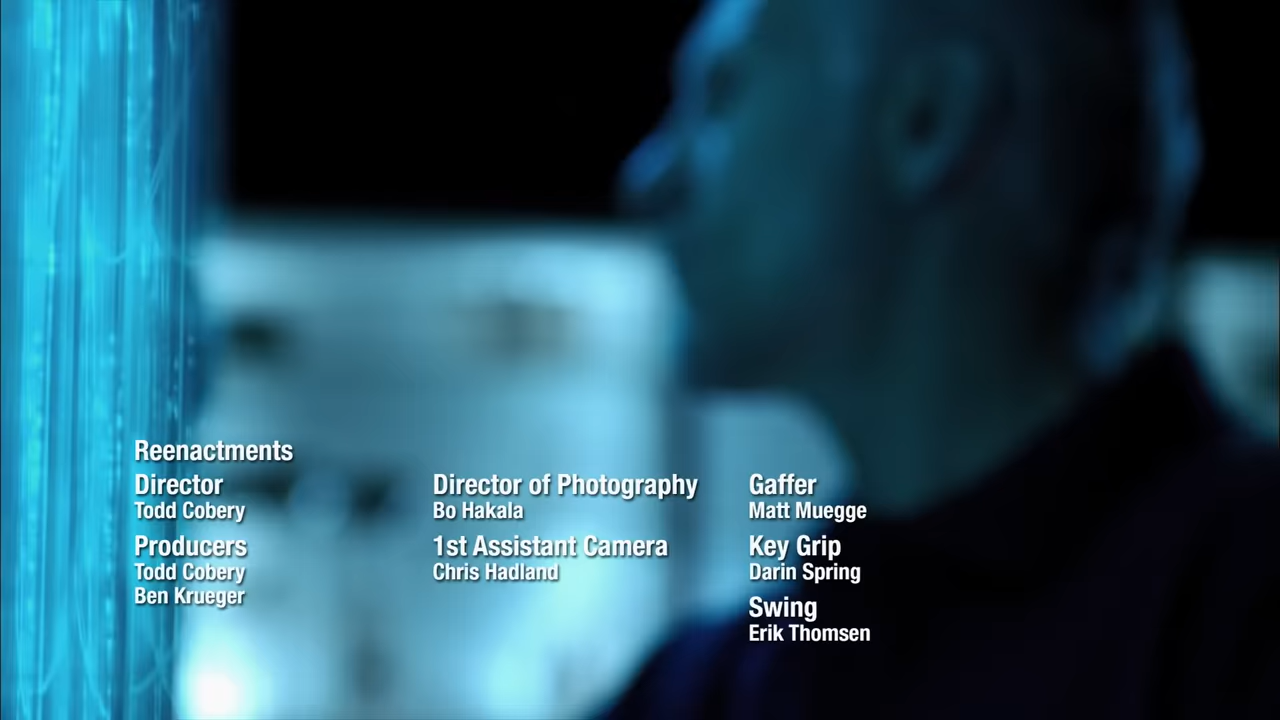 Reenactments
Director
Todd Cobery
Producers
Todd Cobery
Ben Krueger
Director of Photography
Bo Hakala
1st Assistant Camera
Chris Hadland
Gaffer
Matt Muegge
Key Grip
Darin Spring
Swing
Erik Thomsen